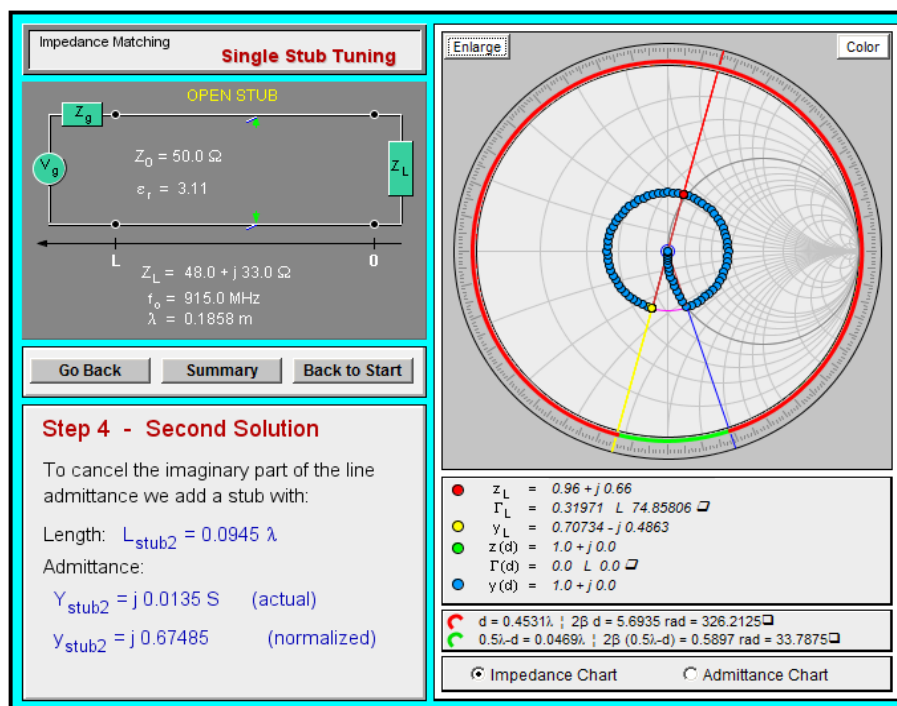 Impedance Matching
Single Stub Tuning
OPEN STUB
Zg
Vg
Z0 = 50.0 Ω
εr = 3.11
ZL
L
0
ZL = 48.0 + j 33.0 Ω
fo = 915.0 MHz
λ = 0.1858 m
Go Back
Summary
Back to Start
Step 4 - Second Solution
To cancel the imaginary part of the line
admittance we add a stub with:
Length: Lstub2 = 0.0945 λ
Admittance:
Ystub2 = j 0.0135 S (actual)
ystub2 = j 0.67485 (normalized)
Enlarge
Color
zL = 0.96 + j 0.66
ΓL = 0.31971 L 74.85806
yL = 0.70734 - j 0.4863
z(d) = 1.0 + j 0.0
Γ(d) = 0.0 L 0.0
y(d) = 1.0 + j 0.0
d = 0.4531λ ¦ 2β d = 5.6935 rad = 326.2125
0.5λ-d = 0.0469λ ¦ 2β (0.5λ-d) = 0.5897 rad = 33.7875
Impedance Chart
Admittance Chart